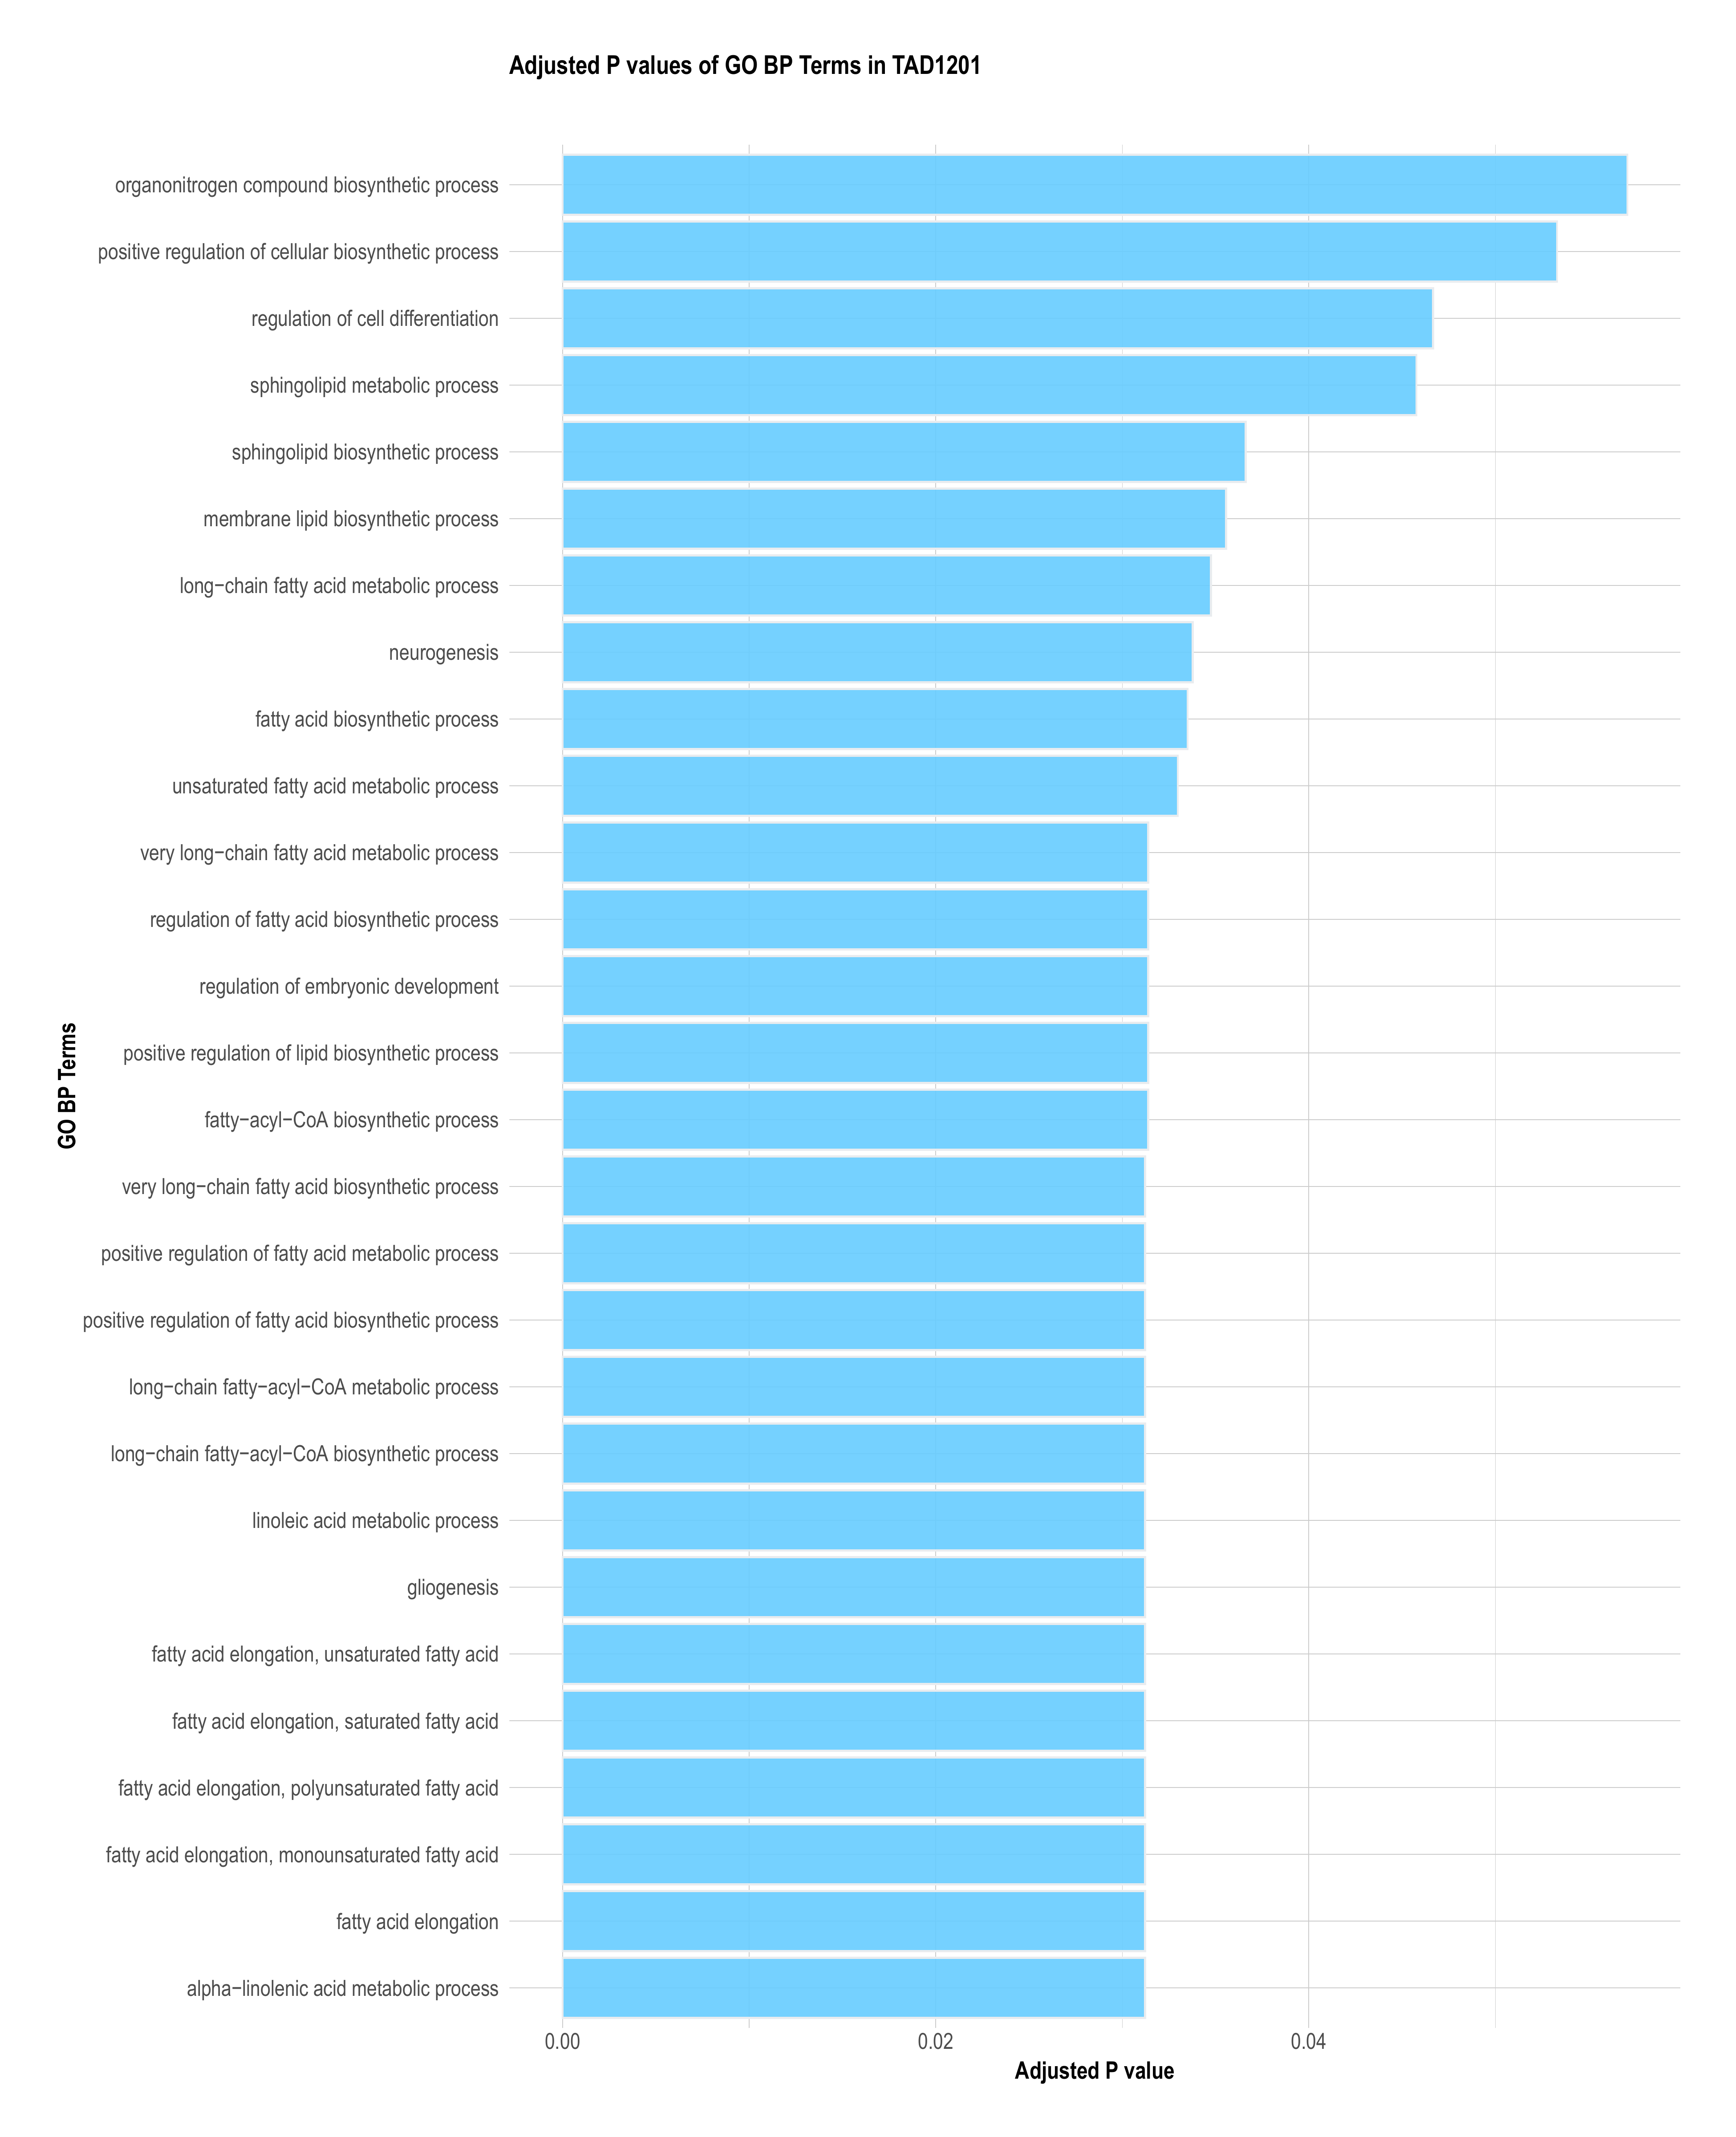 Adjusted P values of GO BP Terms in TAD1201
organonitrogen compound biosynthetic process
positive regulation of cellular biosynthetic process
regulation of cell differentiation
sphingolipid metabolic process
sphingolipid biosynthetic process
membrane lipid biosynthetic process
long−chain fatty acid metabolic process
neurogenesis
fatty acid biosynthetic process
unsaturated fatty acid metabolic process
very long−chain fatty acid metabolic process
regulation of fatty acid biosynthetic process
regulation of embryonic development
positive regulation of lipid biosynthetic process
fatty−acyl−CoA biosynthetic process
very long−chain fatty acid biosynthetic process
positive regulation of fatty acid metabolic process
positive regulation of fatty acid biosynthetic process
long−chain fatty−acyl−CoA metabolic process
long−chain fatty−acyl−CoA biosynthetic process
linoleic acid metabolic process
gliogenesis
fatty acid elongation, unsaturated fatty acid
fatty acid elongation, saturated fatty acid
fatty acid elongation, polyunsaturated fatty acid
fatty acid elongation, monounsaturated fatty acid
fatty acid elongation
alpha−linolenic acid metabolic process
GO BP Terms
0.00 0.02 0.04
Adjusted P value